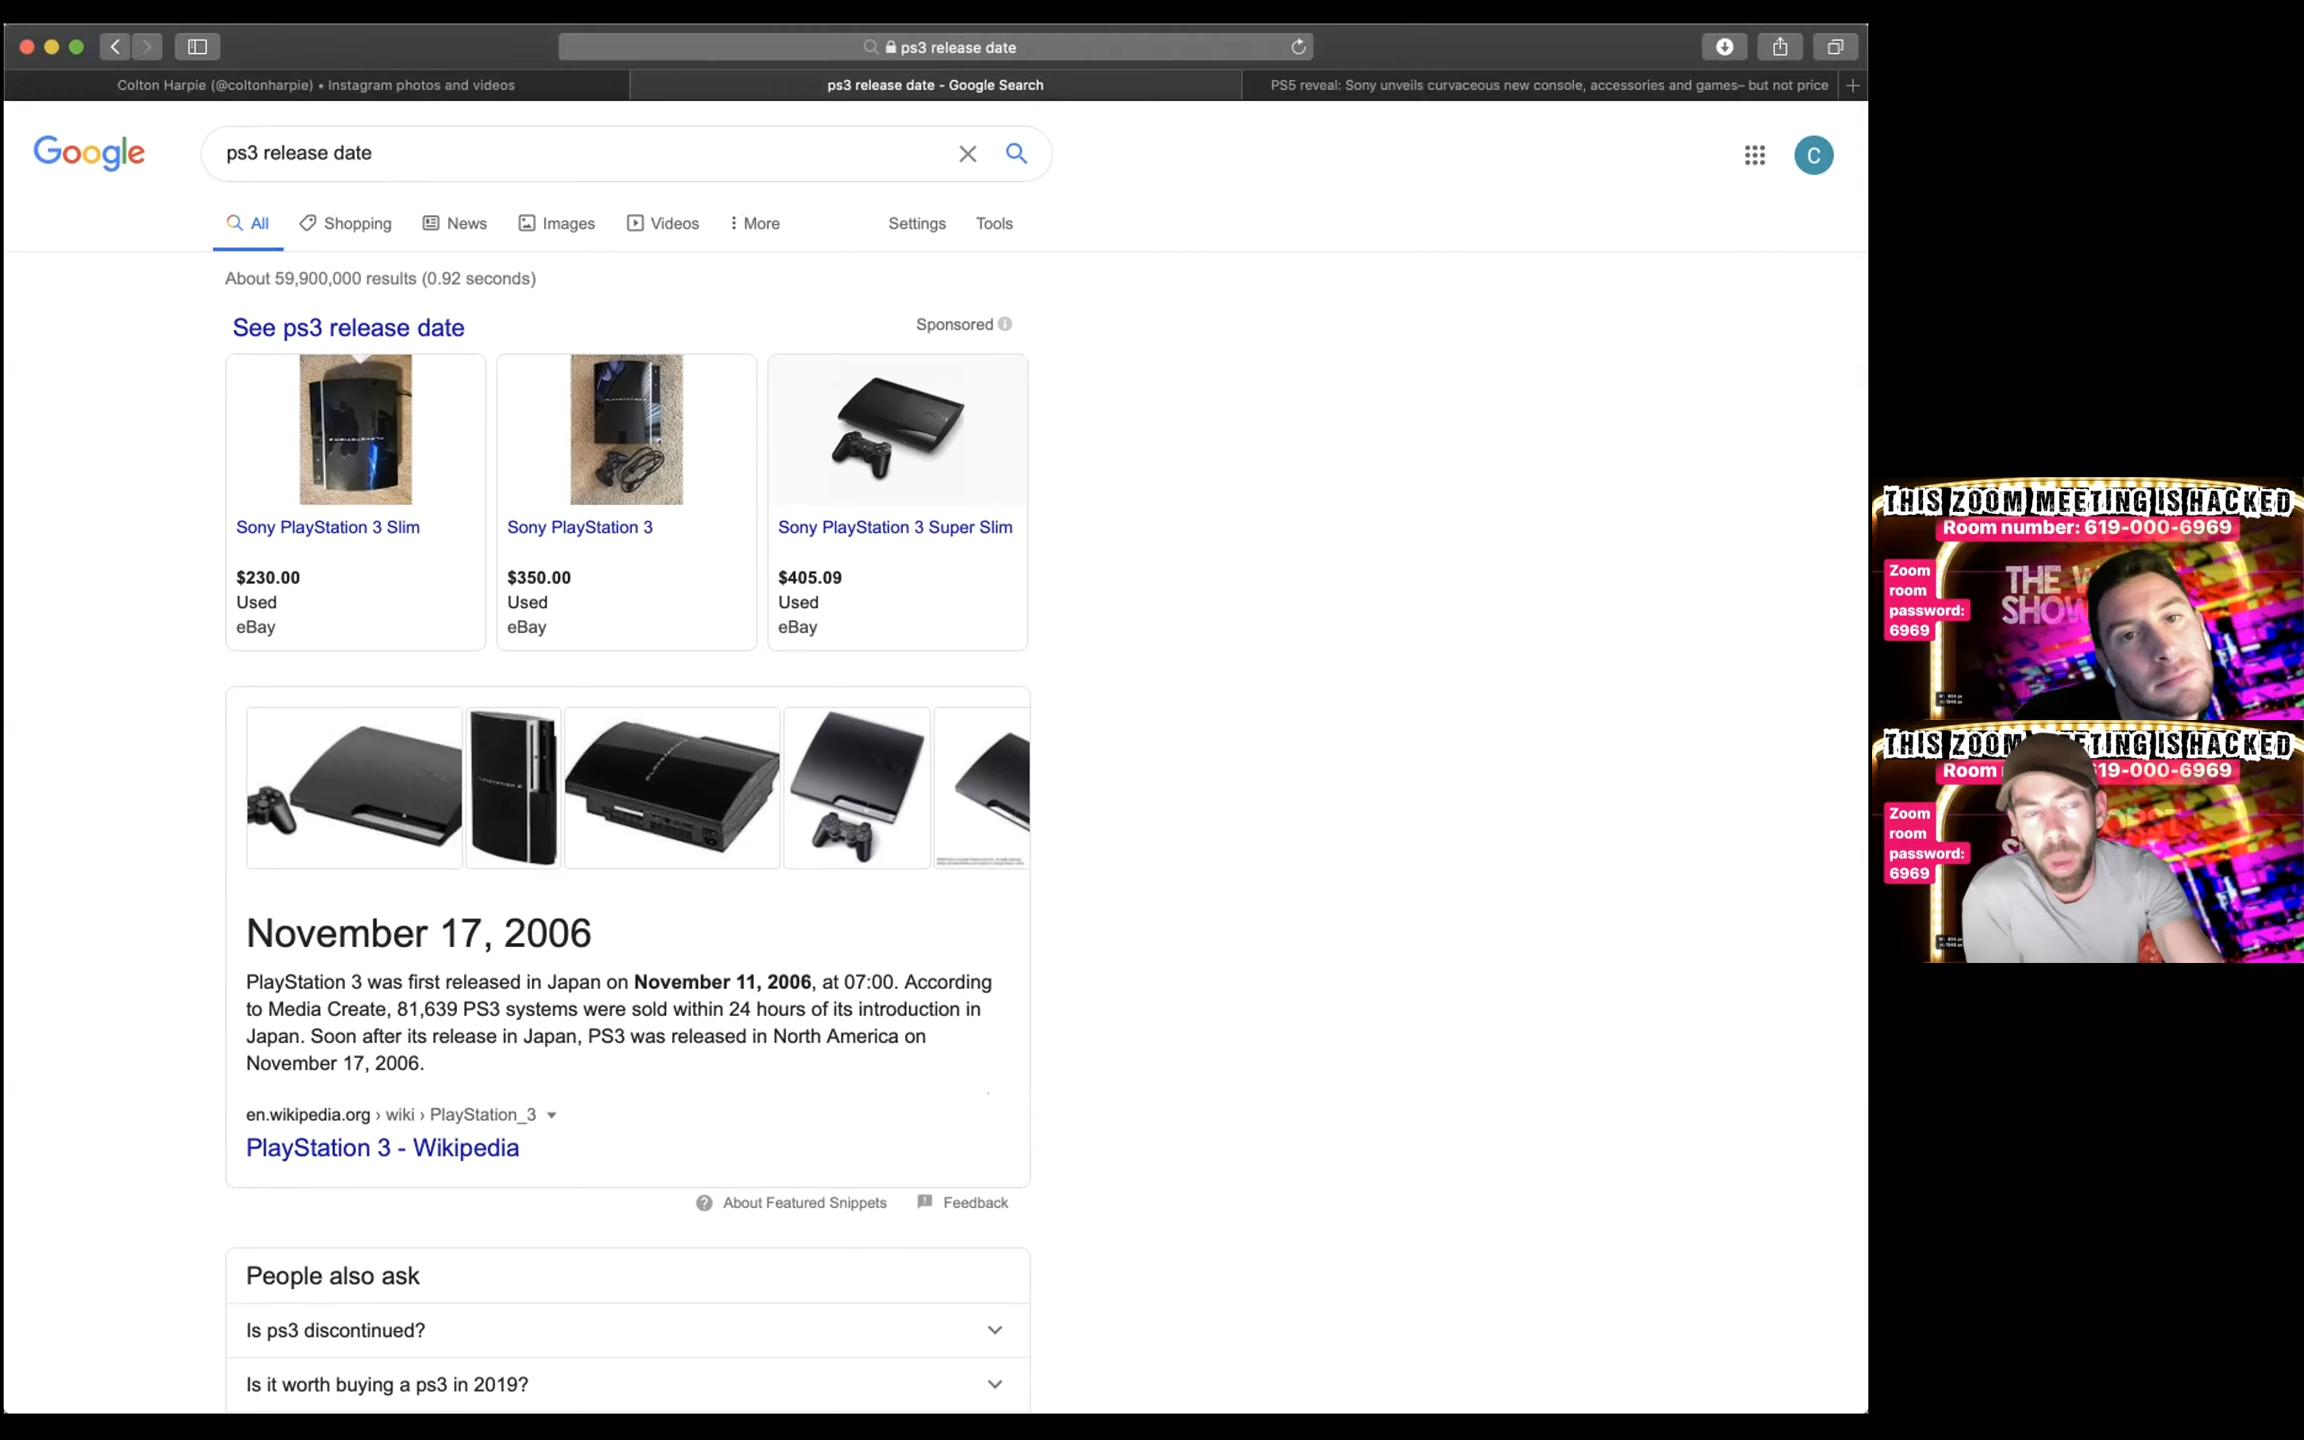 ps3 release date
Colton Harpie (@coltonharpie) • Instagram photos and videos
ps3 release date - Google Search
PS5 reveal: Sony unveils curvaceous new console, accessories and games– but not price
Google
ps3 release date
C
All
Shopping
News
Images
Videos
More
Settings
Tools
About 59,900,000 results (0.92 seconds)
See ps3 release date
Sponsored
Sony PlayStation 3 Slim
$230.00
Used
eBay
Sony PlayStation 3
$350.00
Used
eBay
Sony PlayStation 3 Super Slim
$405.09
Used
eBay
November 17, 2006
PlayStation 3 was first released in Japan on November 11, 2006, at 07:00. According
to Media Create, 81,639 PS3 systems were sold within 24 hours of its introduction in
Japan. Soon after its release in Japan, PS3 was released in North America on
November 17, 2006.
en.wikipedia.org › wiki › PlayStation_3
PlayStation 3 - Wikipedia
About Featured Snippets
Feedback
People also ask
Is ps3 discontinued?
Is it worth buying a ps3 in 2019?
THIS ZOOM MEETING IS HACKED
Room number: 619-000-6969
Zoom
room
password:
6969
THE W
SHOW
THIS ZOOM TING IS HACKED
Room 19-000-6969
Zoom
room
password:
6969